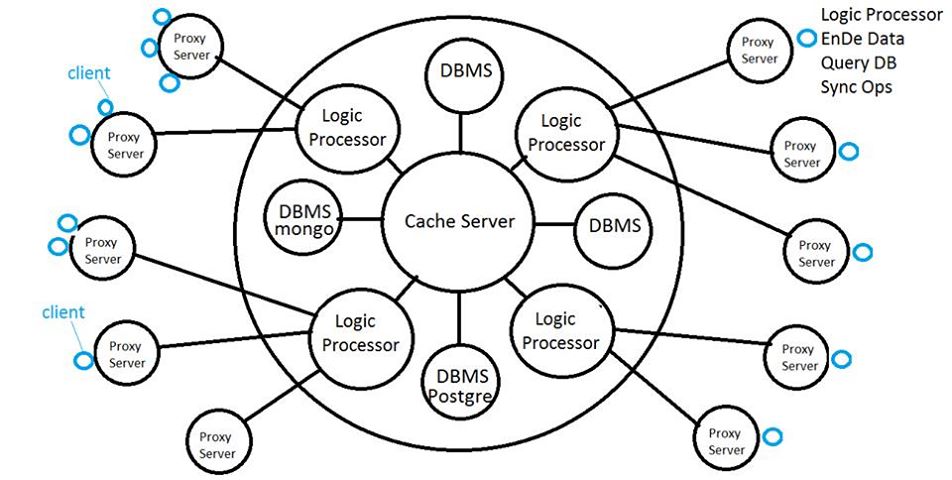 Logic Processor
EnDe Data
Query DB
Sync Ops
Proxy
Server
client
Proxy
Server
Proxy
Server
client
Proxy
Server
Proxy
Server
Logic
Processor
DBMS
Logic
Processor
DBMS
mongo
Cache Server
DBMS
Logic
Processor
DBMS
Postgre
Logic
Processor
Proxy
Server
Proxy
Server
Proxy
Server
Proxy
Server
Proxy
Server